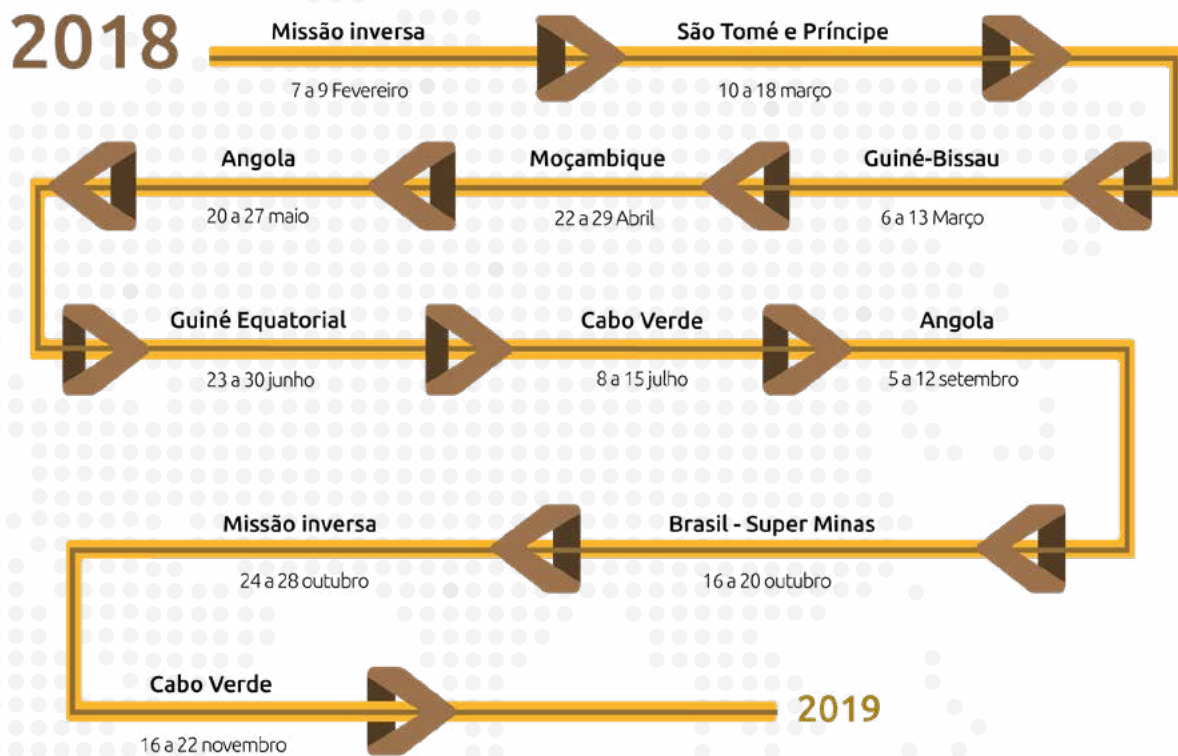 2018
Missão inversa
7 a 9 Fevereiro
São Tomé e Príncipe
10 a 18 março
Guiné-Bissau
6 a 13 Março
Moçambique
22 a 29 Abril
Angola
20 a 27 maio
Guiné Equatorial
23 a 30 junho
Cabo Verde
8 a 15 julho
Angola
5 a 12 setembro
Brasil - Super Minas
16 a 20 outubro
Missão inversa
24 a 28 outubro
Cabo Verde
16 a 22 novembro
2019